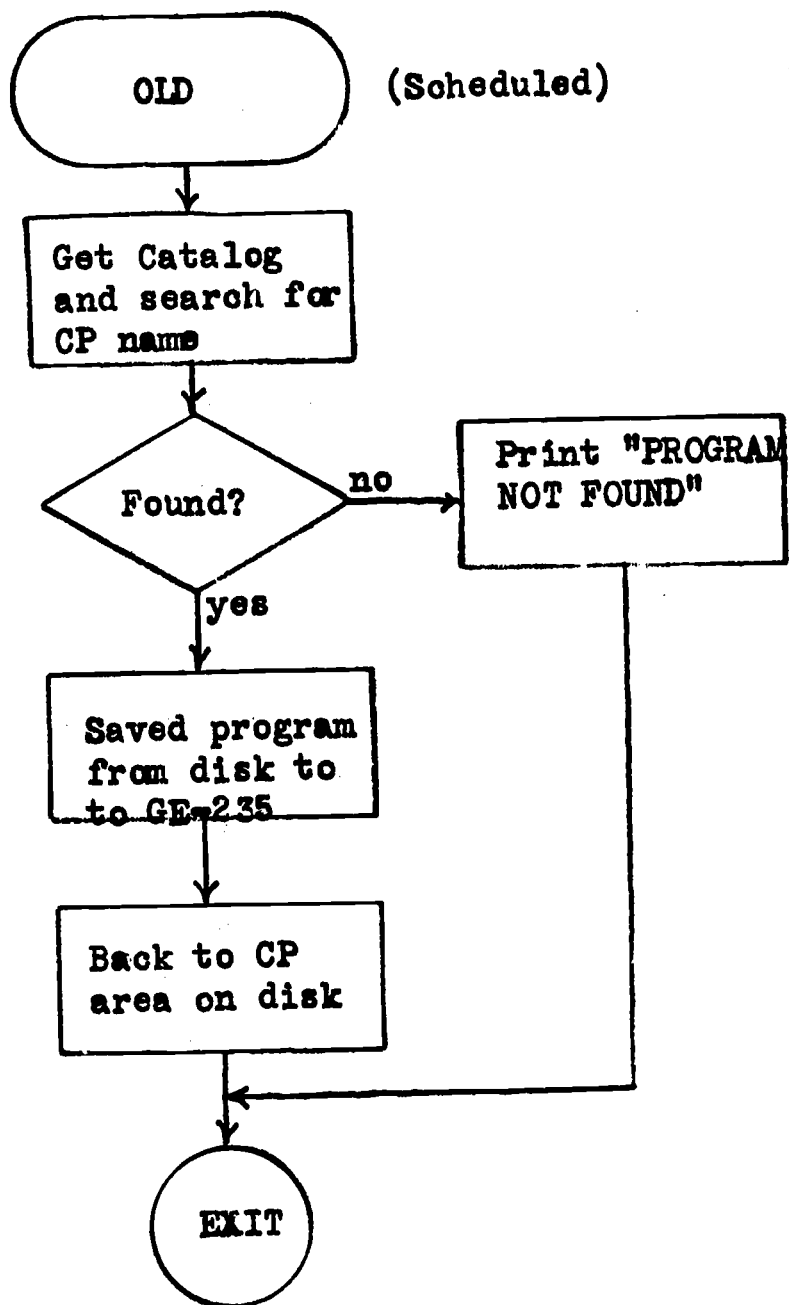 OLD
(Scheduled)
Get Catalog
and search for
CP name
Found?
no
Print "PROGRAM
NOT FOUND"
yes
Saved program
from disk to
to GE-235
Back to CP
area on disk
EXIT